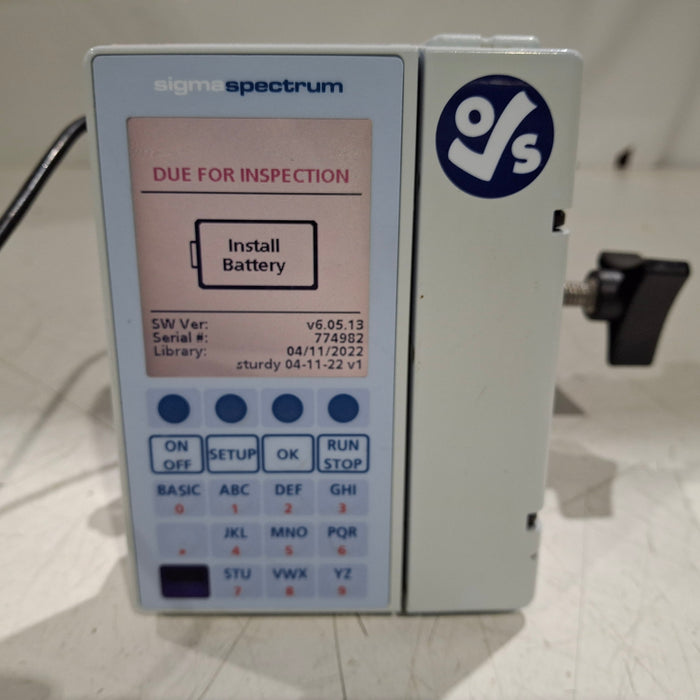 sigmaspectrum
O✓S
DUE FOR INSPECTION
Install
Battery
SW Ver: v6.05.13
Serial #: 774982
Library: 04/11/2022
sturdy 04-11-22 v1
ON OFF SETUP OK RUN STOP
BASIC ABC DEF GHI
0 1 2 3
JKL MNO PQR
. 4 5 6
STU VWX YZ
7 8 9